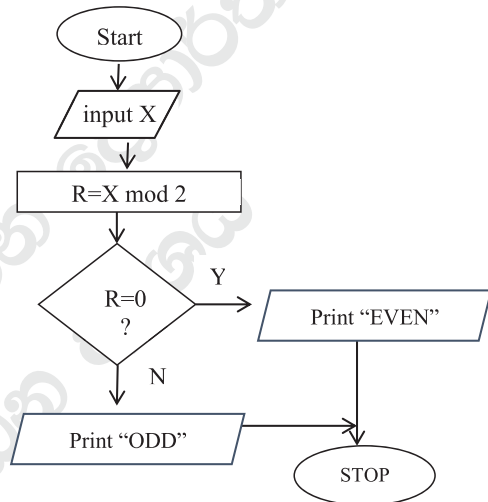 Start
input X
R=X mod 2
R=0
?
Y
Print “EVEN”
N
Print “ODD”
STOP